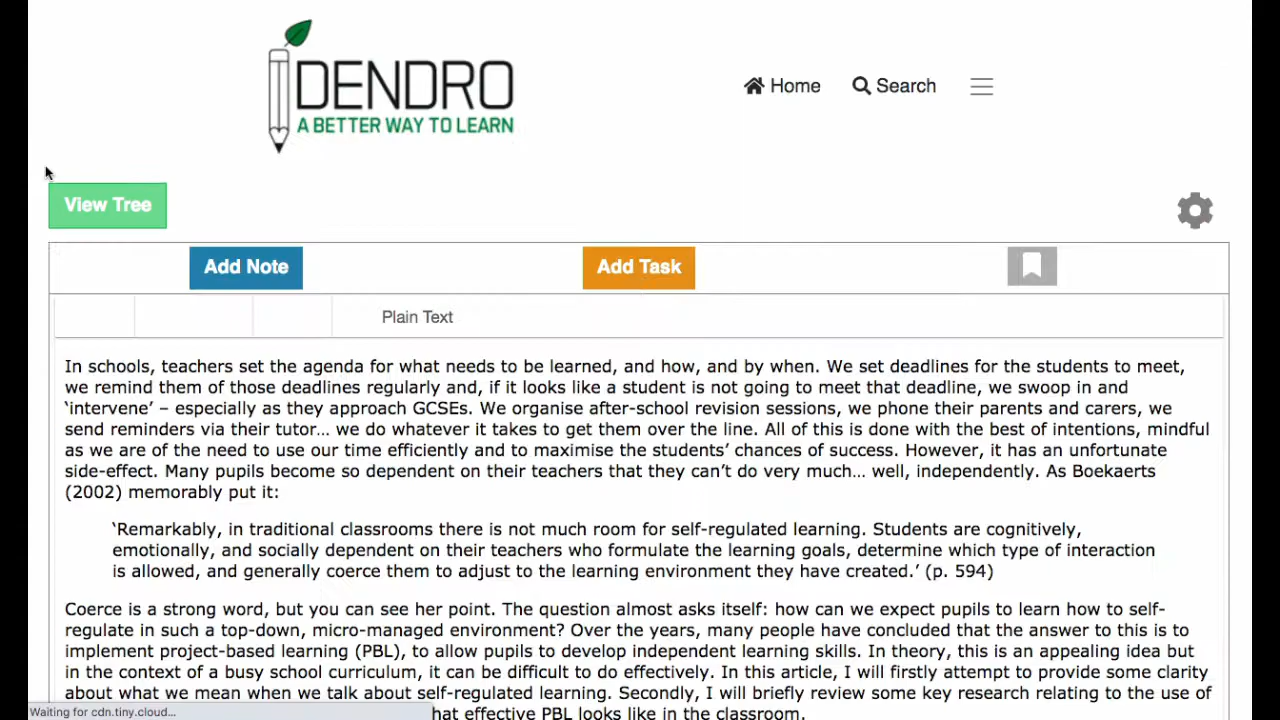 DENDRO
A BETTER WAY TO LEARN
Home
Search
View Tree
Add Note
Add Task
Plain Text
In schools, teachers set the agenda for what needs to be learned, and how, and by when. We set deadlines for the students to meet,
we remind them of those deadlines regularly and, if it looks like a student is not going to meet that deadline, we swoop in and
‘intervene’ – especially as they approach GCSEs. We organise after-school revision sessions, we phone their parents and carers, we
send reminders via their tutor… we do whatever it takes to get them over the line. All of this is done with the best of intentions, mindful
as we are of the need to use our time efficiently and to maximise the students’ chances of success. However, it has an unfortunate
side-effect. Many pupils become so dependent on their teachers that they can’t do very much… well, independently. As Boekaerts
(2002) memorably put it:
‘Remarkably, in traditional classrooms there is not much room for self-regulated learning. Students are cognitively,
emotionally, and socially dependent on their teachers who formulate the learning goals, determine which type of interaction
is allowed, and generally coerce them to adjust to the learning environment they have created.’ (p. 594)
Coerce is a strong word, but you can see her point. The question almost asks itself: how can we expect pupils to learn how to self-
regulate in such a top-down, micro-managed environment? Over the years, many people have concluded that the answer to this is to
implement project-based learning (PBL), to allow pupils to develop independent learning skills. In theory, this is an appealing idea but
in the context of a busy school curriculum, it can be difficult to do effectively. In this article, I will firstly attempt to provide some clarity
about what we mean when we talk about self-regulated learning. Secondly, I will briefly review some key research relating to the use of
hat effective PBL looks like in the classroom.
Waiting for cdn.tiny.cloud...